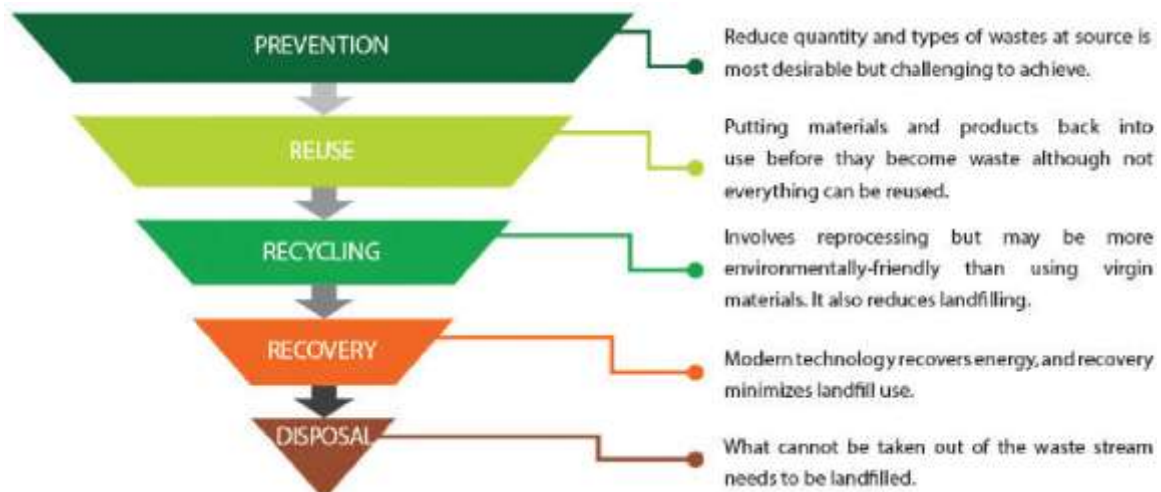 PREVENTION
Reduce quantity and types of wastes at source is
most desirable but challenging to achieve.
REUSE
Putting materials and products back into
use before thay become waste although not
everything can be reused.
RECYCLING
Involves reprocessing but may be more
environmentally-friendly than using virgin
materials. It also reduces landfilling.
RECOVERY
Modern technology recovers energy, and recovery
minimizes landfill use.
DISPOSAL
What cannot be taken out of the waste stream
needs to be landfilled.